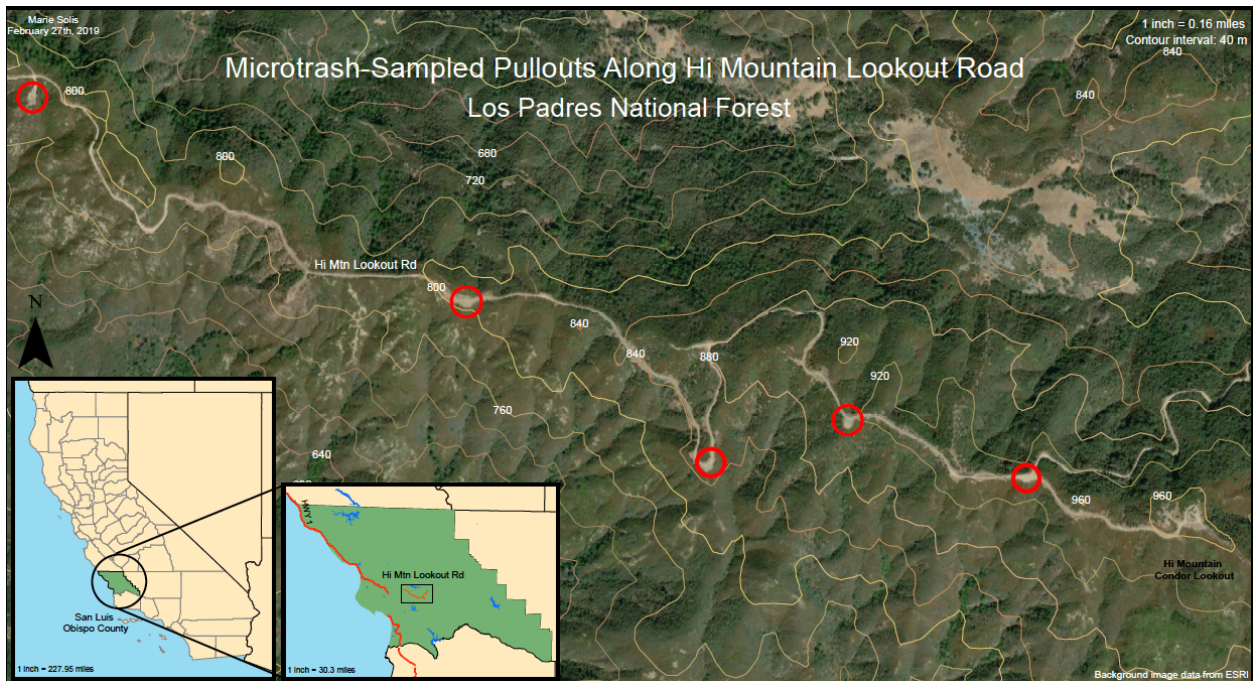 Marie Solis
February 27th, 2019
1 inch = 0.16 miles
Contour interval: 40 m
Microtrash-Sampled Pullouts Along Hi Mountain Lookout Road
Los Padres National Forest
840
840
800
800
680
720
Hi Mtn Lookout Rd
800
840
840
880
920
920
760
640
960
960
N
Hi Mountain
Condor Lookout
San Luis
Obispo County
1 inch = 227.95 miles
HWY 1
Hi Mtn Lookout Rd
1 inch = 30.3 miles
Background image data from ESRI